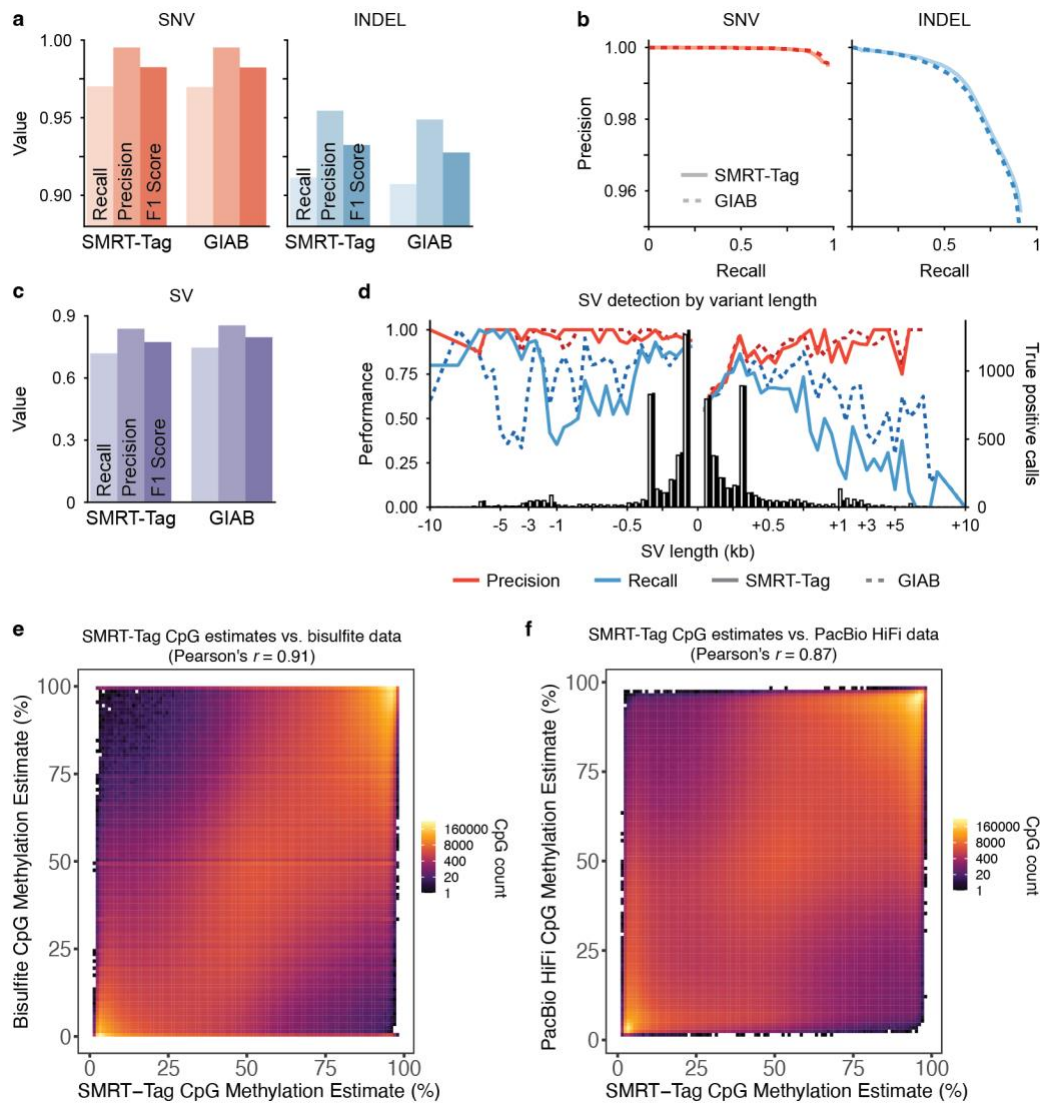 a
SNV
INDEL
Value
1.00
0.95
0.90
Recall
Precision
F1 Score
Recall
Precision
F1 Score
SMRT-Tag
GIAB
SMRT-Tag
GIAB
b
SNV
INDEL
Precision
1.00
0.98
0.96
SMRT-Tag
GIAB
0
0.5
1
0
0.5
1
Recall
Recall
c
SV
Value
0.9
0.6
0.3
0
Recall
Precision
F1 Score
SMRT-Tag
GIAB
d
SV detection by variant length
Performance
1.00
0.75
0.50
0.25
0.00
True positive calls
1000
500
0
-10
-5
-3
-1
-0.5
0
+0.5
+1
+3
+5
+10
SV length (kb)
Precision
Recall
SMRT-Tag
GIAB
e
SMRT-Tag CpG estimates vs. bisulfite data
(Pearson's r = 0.91)
Bisulfite CpG Methylation Estimate (%)
100
75
50
25
0
0
25
50
75
100
SMRT−Tag CpG Methylation Estimate (%)
160000
8000
400
20
1
CpG count
f
SMRT-Tag CpG estimates vs. PacBio HiFi data
(Pearson's r = 0.87)
PacBio HiFi CpG Methylation Estimate (%)
100
75
50
25
0
0
25
50
75
100
SMRT−Tag CpG Methylation Estimate (%)
160000
8000
400
20
1
CpG count